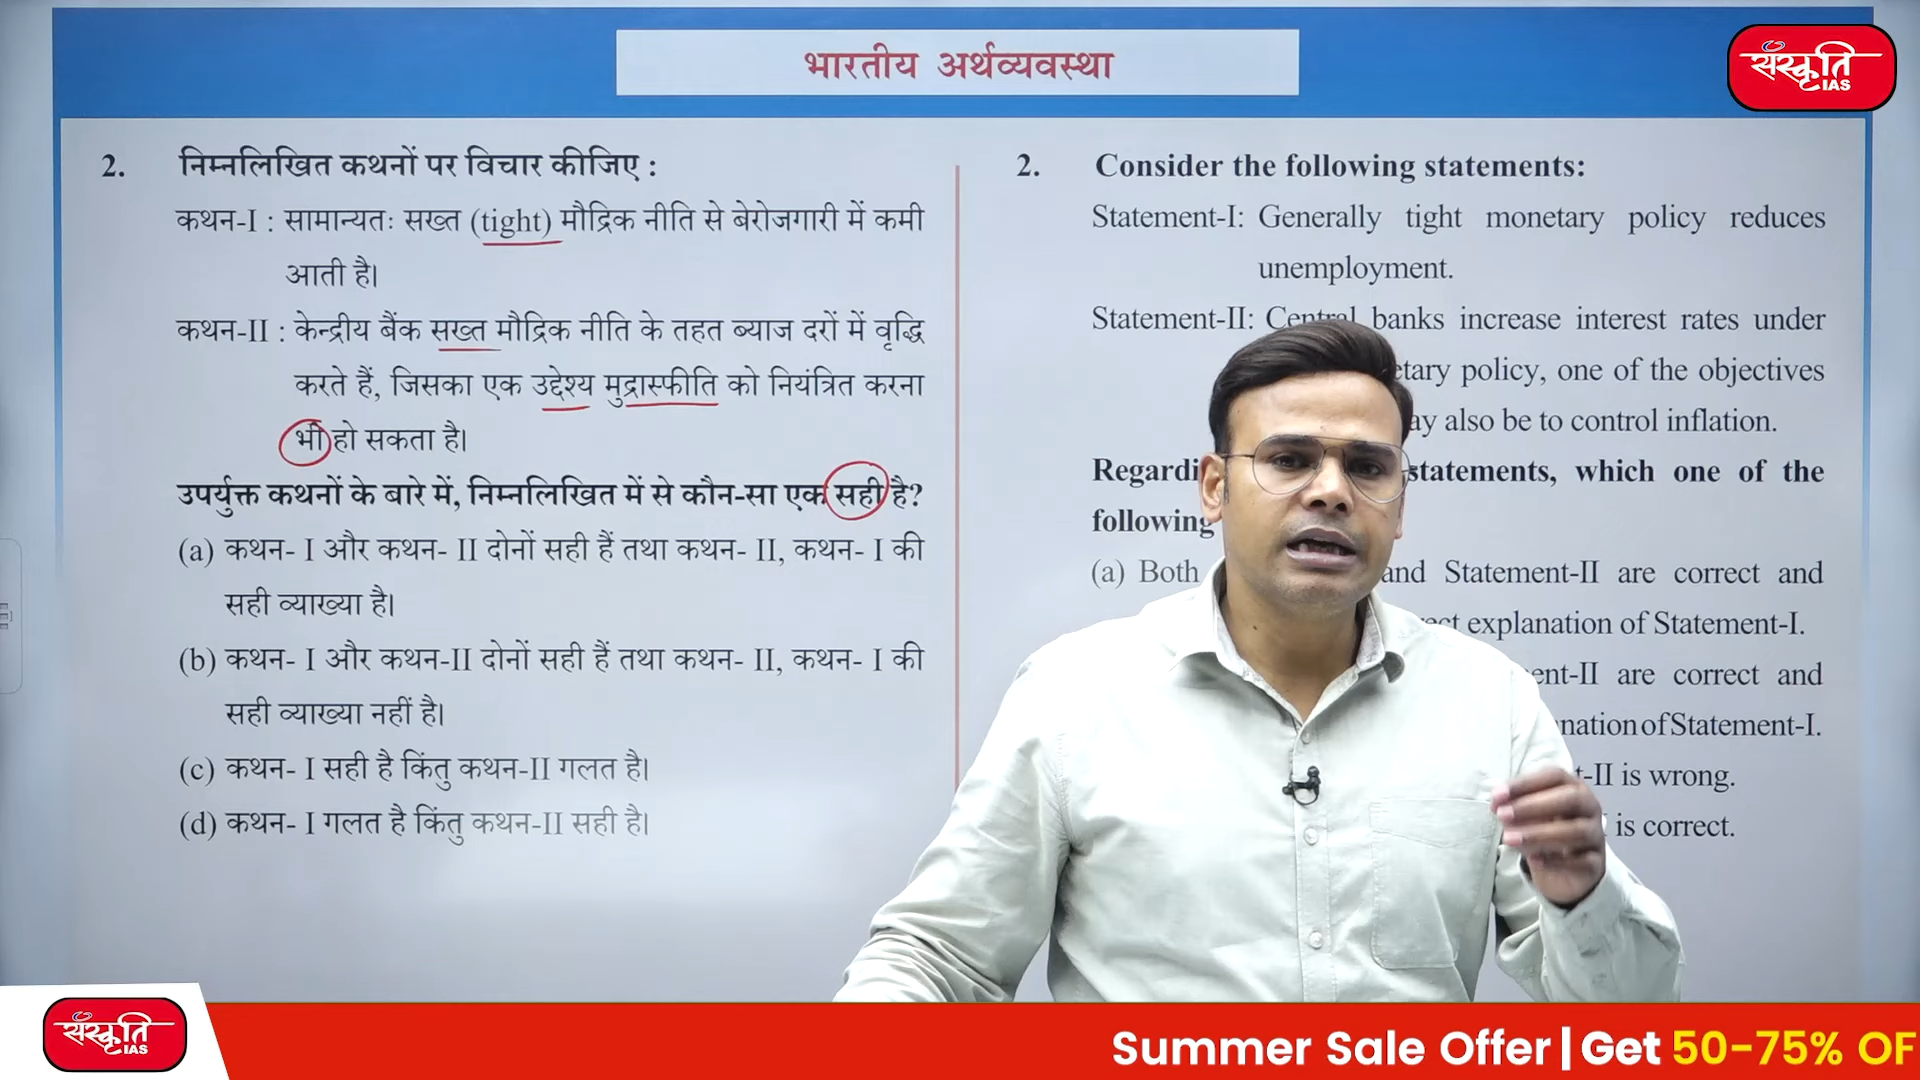 भारतीय अर्थव्यवस्था
संस्कृति
IAS
2. निम्नलिखित कथनों पर विचार कीजिए :
कथन-I : सामान्यतः सख्त (tight) मौद्रिक नीति से बेरोजगारी में कमी
आती है।
कथन-II : केन्द्रीय बैंक सख्त मौद्रिक नीति के तहत ब्याज दरों में वृद्धि
करते हैं, जिसका एक उद्देश्य मुद्रास्फीति को नियंत्रित करना
भी हो सकता है।
उपर्युक्त कथनों के बारे में, निम्नलिखित में से कौन-सा एक सही है?
(a) कथन- I और कथन- II दोनों सही हैं तथा कथन- II, कथन- I की
सही व्याख्या है।
(b) कथन- I और कथन-II दोनों सही हैं तथा कथन- II, कथन- I की
सही व्याख्या नहीं है।
(c) कथन- I सही है किंतु कथन-II गलत है।
(d) कथन- I गलत है किंतु कथन-II सही है।
2. Consider the following statements:
Statement-I: Generally tight monetary policy reduces
unemployment.
Statement-II: Central banks increase interest rates under
policy, one of the objectives
also be to control inflation.
statements, which one of the
following
(a) Both and Statement-II are correct and
explanation of Statement-I.
are correct and
of Statement-I.
is wrong.
is correct.
संस्कृति
IAS
Summer Sale Offer | Get 50-75% OF